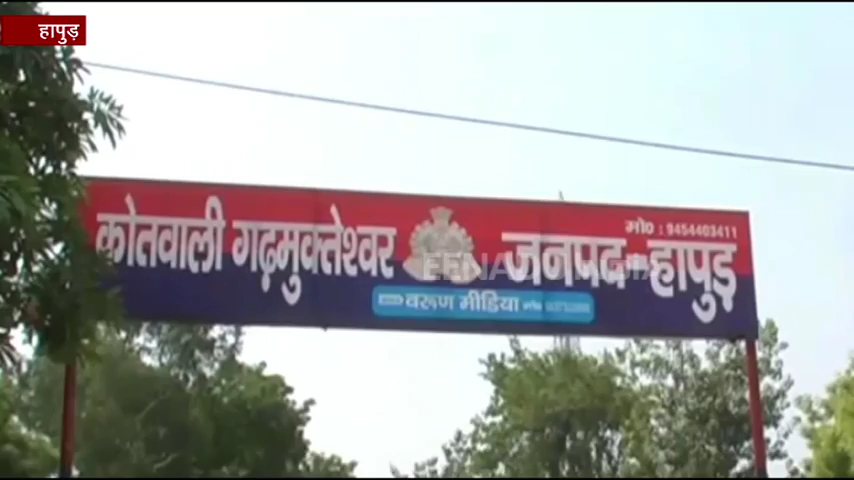 हापुड़
मो० : 9454403411
कोतवाली गढ़मुक्तेश्वर जनपद-हापुड़
वरूण मीडिया